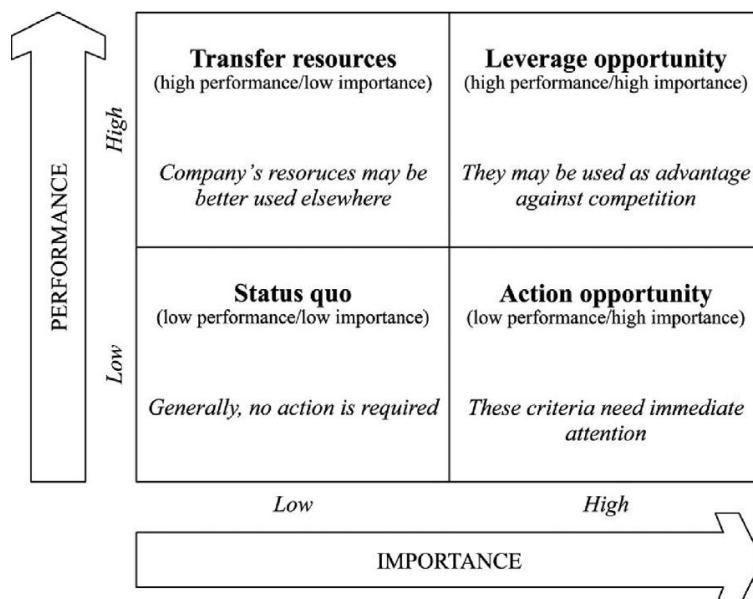 Transfer resources
(high performance/low importance)
Company's resoruces may be
better used elsewhere
Leverage opportunity
(high performance/high importance)
They may be used as advantage
against competition
Status quo
(low performance/low importance)
Generally, no action is required
Action opportunity
(low performance/high importance)
These criteria need immediate
attention
PERFORMANCE
High
Low
Low
High
IMPORTANCE